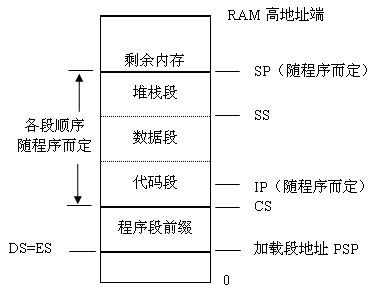 RAM 高地址端
剩余内存
SP（随程序而定）
堆栈段
SS
各段顺序
随程序而定
数据段
代码段
IP（随程序而定）
CS
程序段前缀
DS=ES
加载段地址 PSP
0